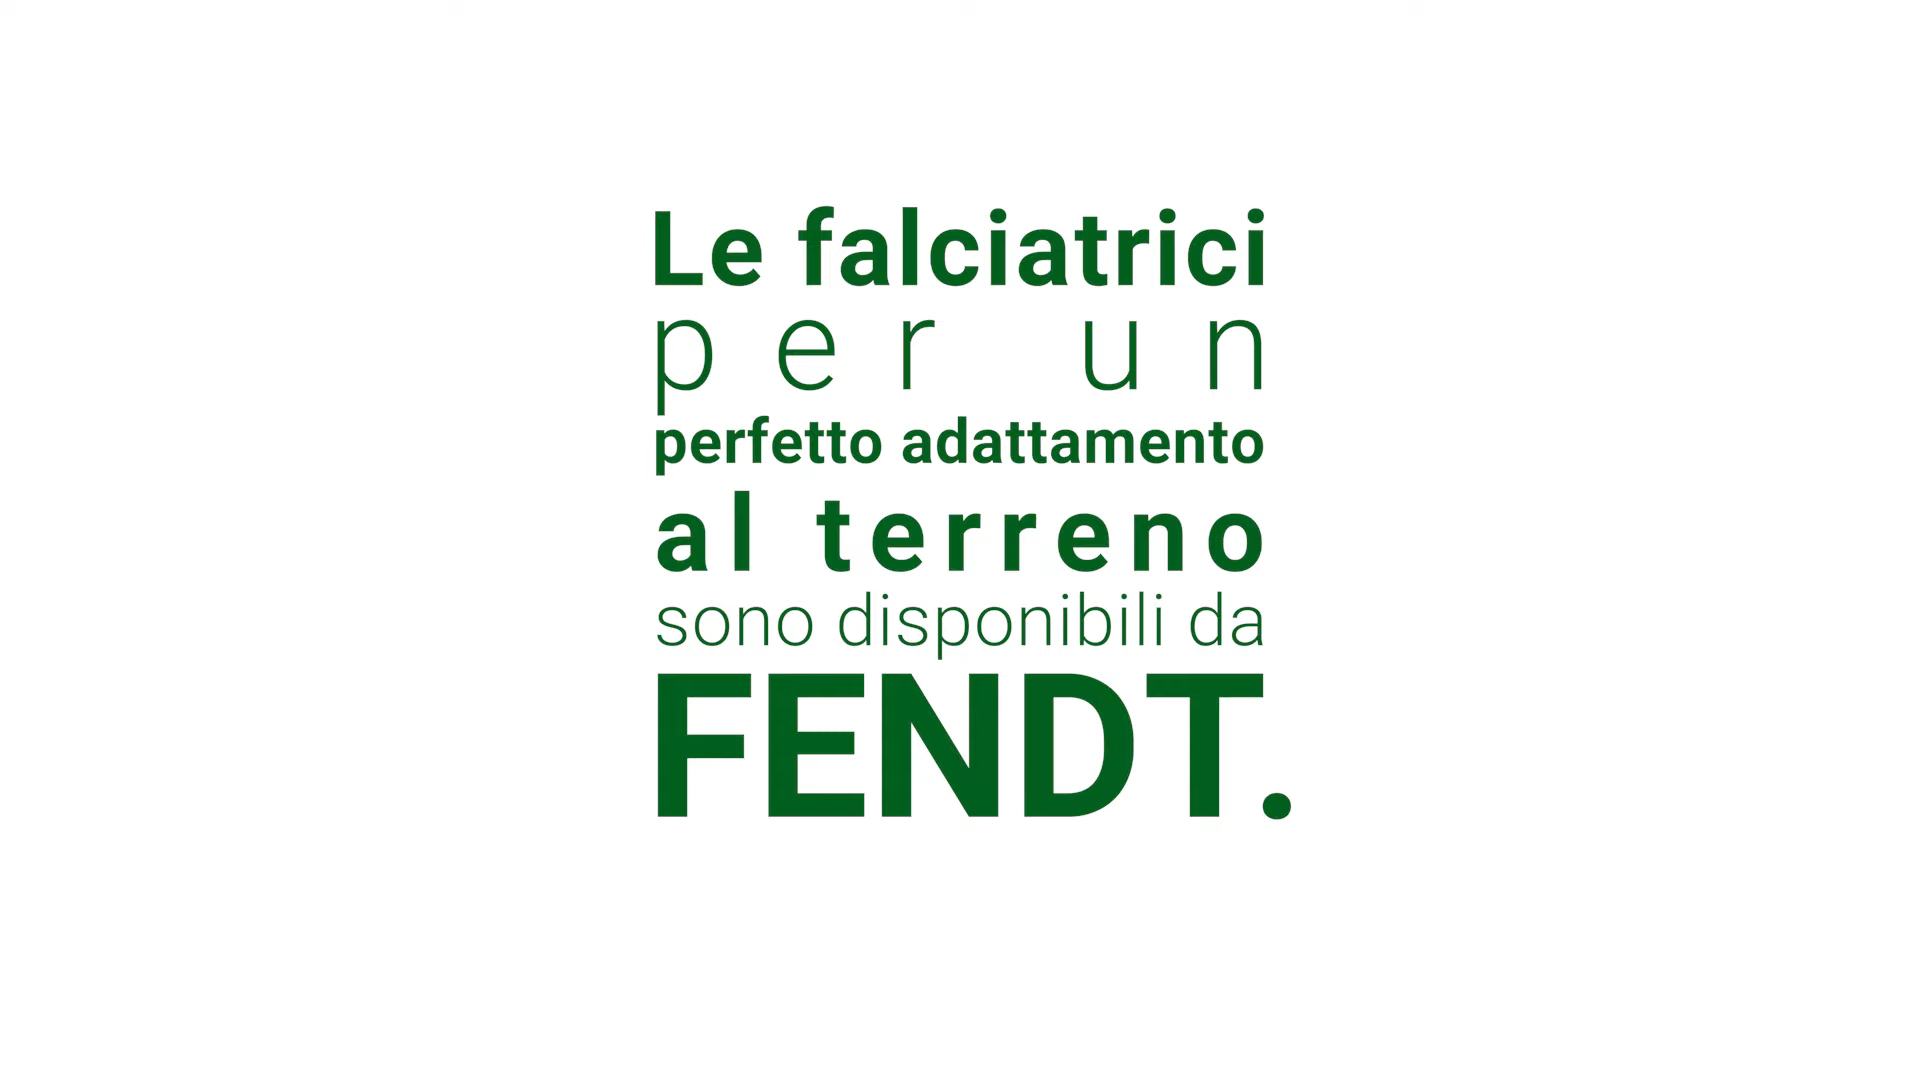 Le falciatrici
per un
perfetto adattamento
al terreno
sono disponibili da
FENDT.